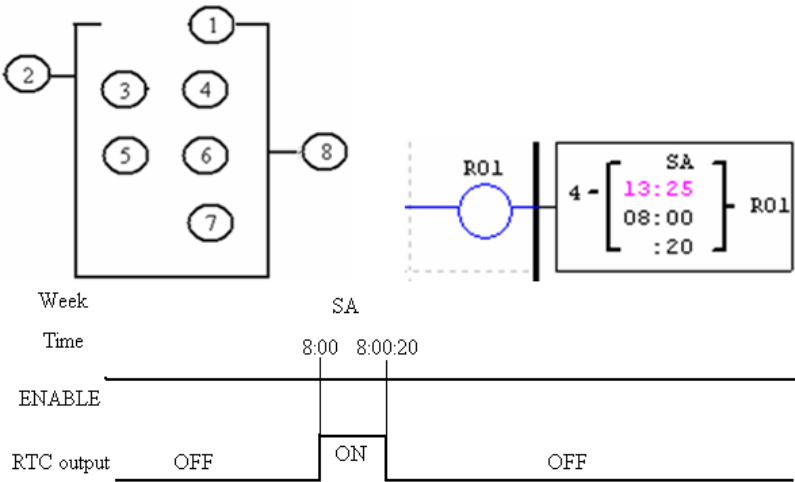 1
2
3 4
5 6
8
7
R01
SA
4 - 13:25
08:00
:20
R01
Week SA
Time 8:00 8:00:20
ENABLE
RTC output OFF ON OFF